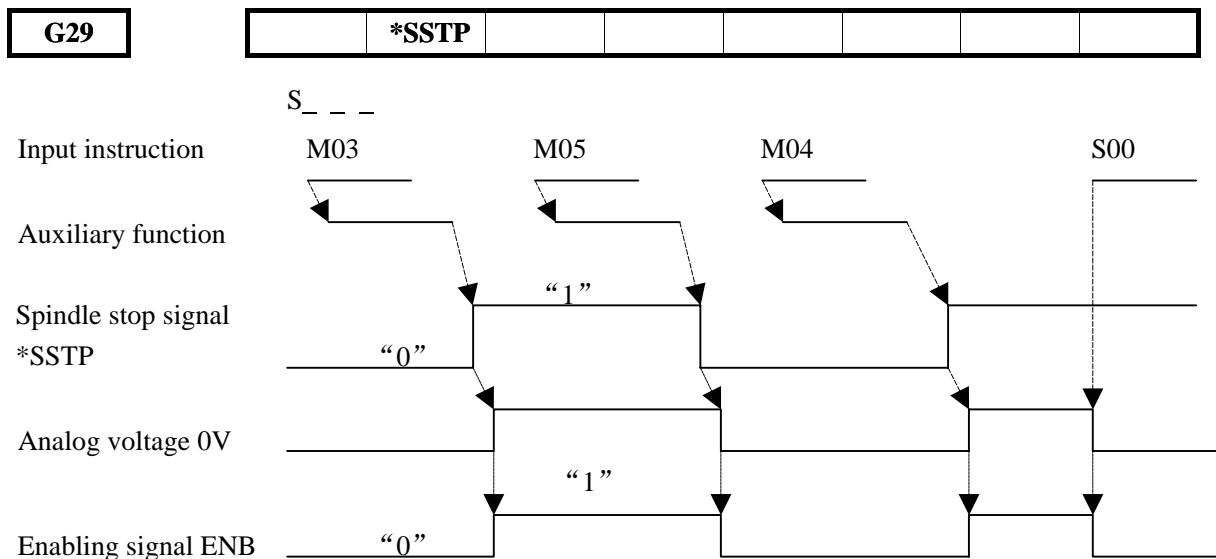 G29 *SSTP
S_ _ _
Input instruction M03 M05 M04 S00
Auxiliary function
“1”
Spindle stop signal
*SSTP “0”
Analog voltage 0V
“1”
Enabling signal ENB “0”